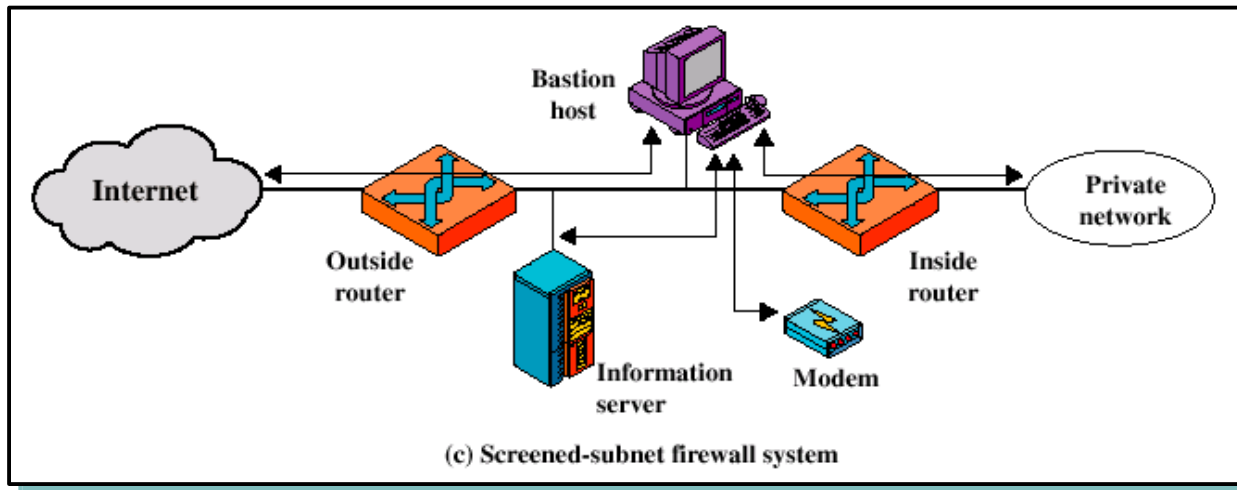 Bastion
host
Internet
Private
network
Outside
router
Inside
router
Information
server
Modem
(c) Screened-subnet firewall system